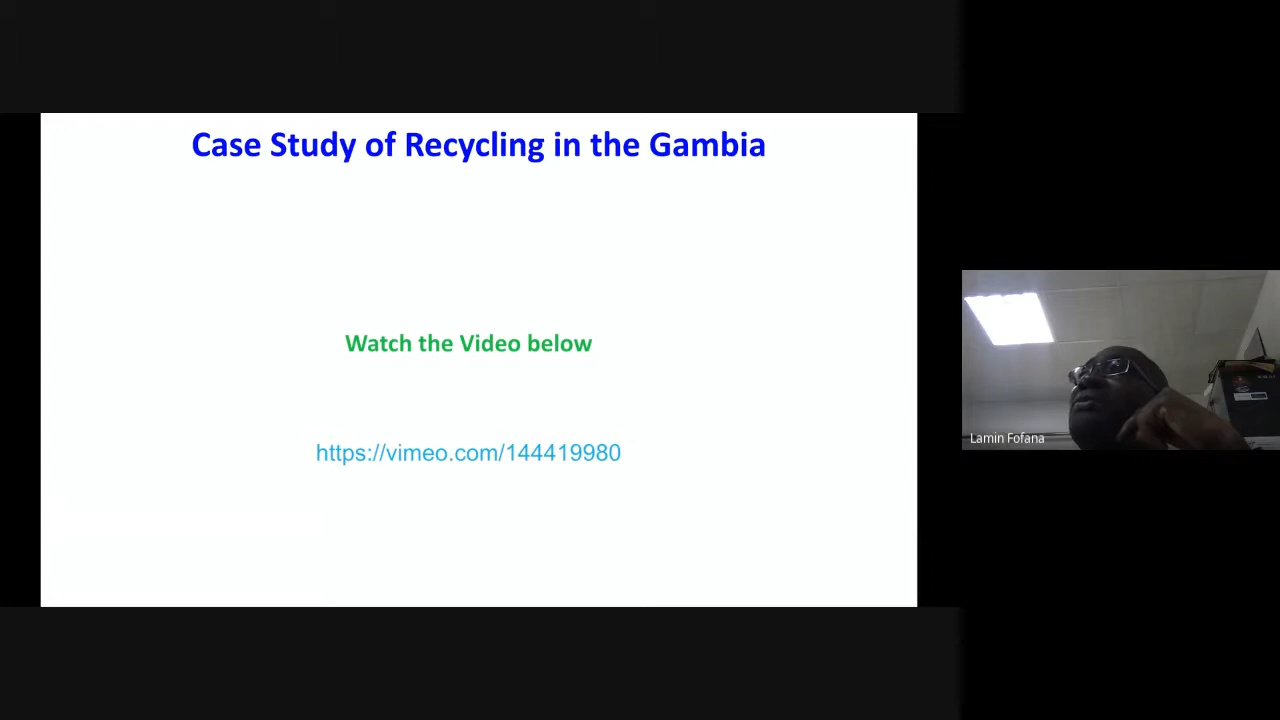 Case Study of Recycling in the Gambia
Watch the Video below
https://vimeo.com/144419980
Lamin Fofana